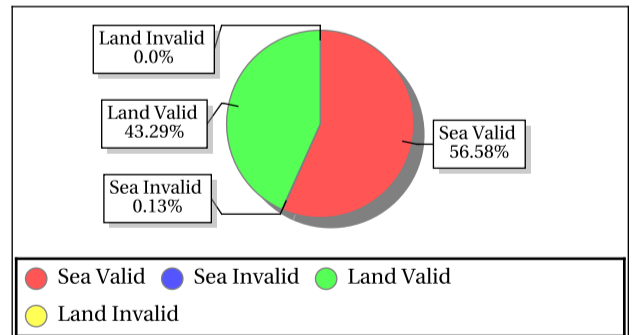 Land Invalid
0.0%
Land Valid
43.29%
Sea Invalid
0.13%
Sea Valid
56.58%
Sea Valid Sea Invalid Land Valid
Land Invalid